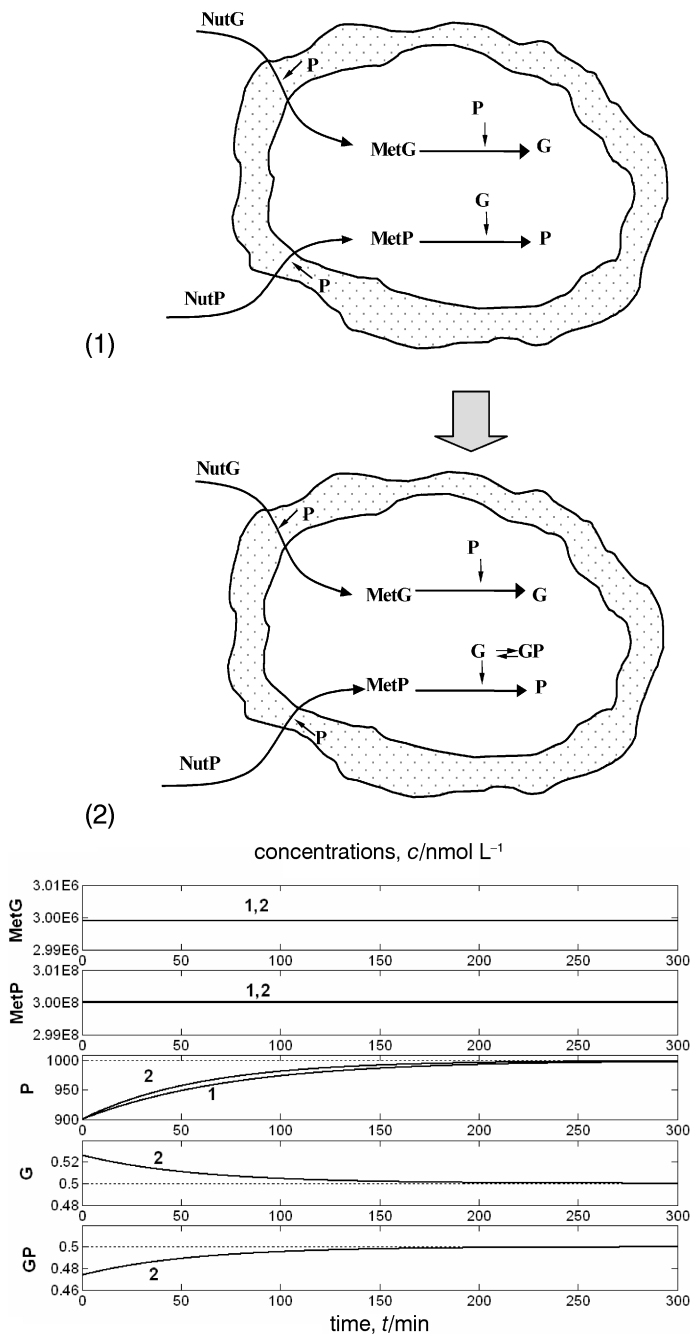 NutG
P
P
MetG
G
G
MetP
P
P
NutP
(1)
NutG
P
P
MetG
G
G
GP
MetP
P
P
NutP
(2)
concentrations, c/nmol L⁻¹
MetG
3.01E6
3.00E6
2.99E6
1,2
0 50 100 150 200 250 300
MetP
3.01E8
3.00E8
2.99E8
1,2
0 50 100 150 200 250 300
P
1000
950
900
2
1
0 50 100 150 200 250 300
G
0.52
0.5
0.48
2
0 50 100 150 200 250 300
GP
0.5
0.48
0.46
2
0 50 100 150 200 250 300
time, t/min